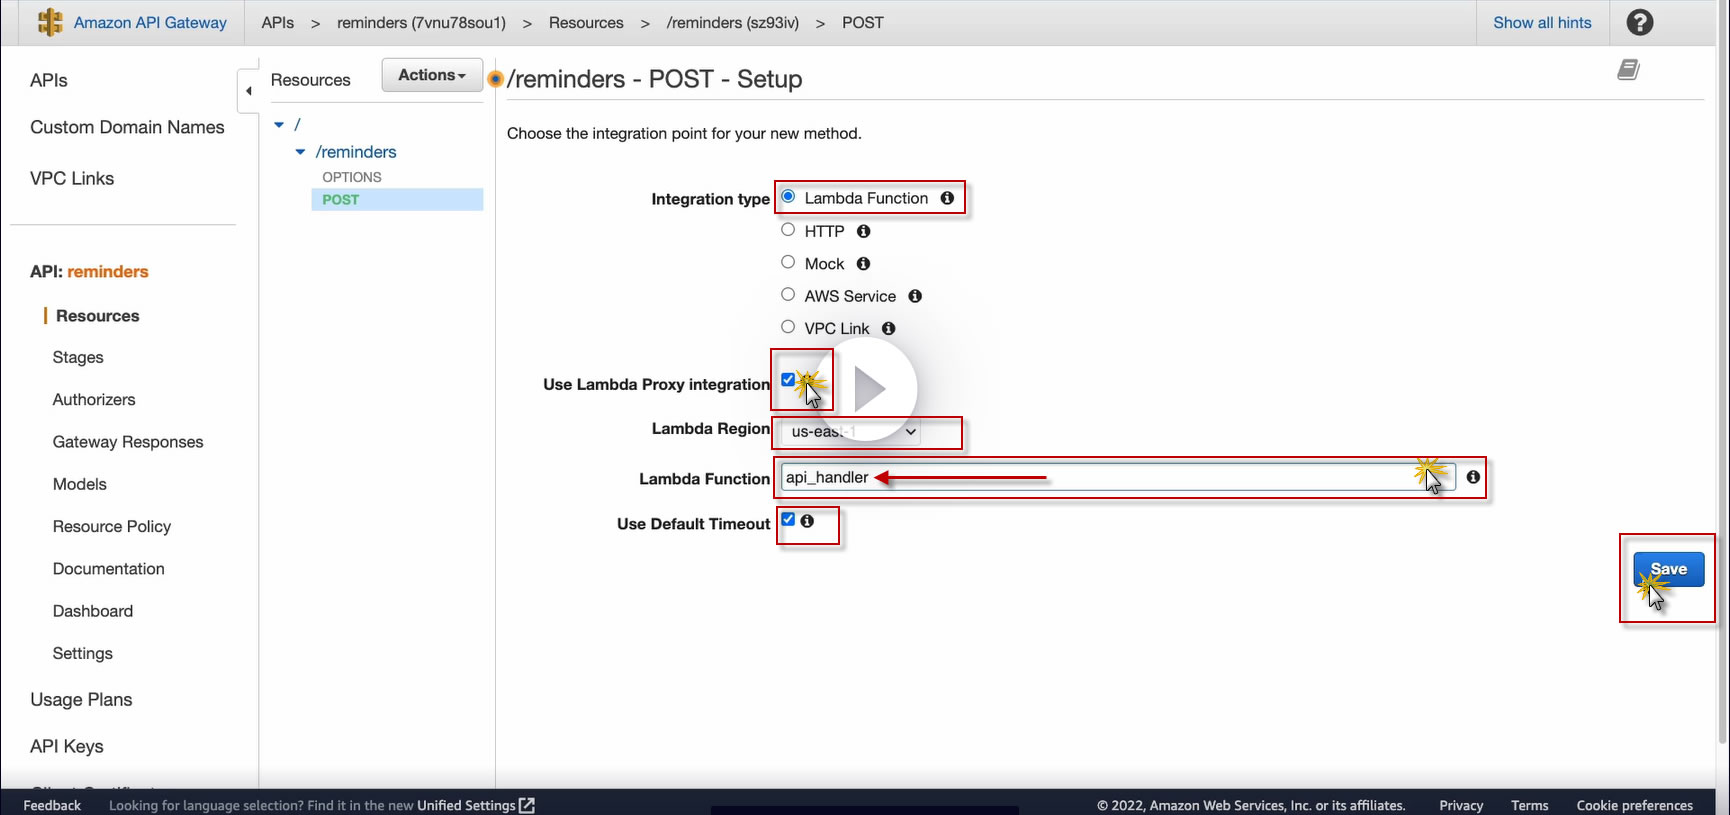 Amazon API Gateway
APIs > reminders (7vnu78sou1) > Resources > /reminders (sz93iv) > POST
Show all hints
?
APIs
Custom Domain Names
VPC Links
API: reminders
Resources
Stages
Authorizers
Gateway Responses
Models
Resource Policy
Documentation
Dashboard
Settings
Usage Plans
API Keys
Resources
Actions
/
/reminders
OPTIONS
POST
/reminders - POST - Setup
Choose the integration point for your new method.
Integration type
Lambda Function
HTTP
Mock
AWS Service
VPC Link
Use Lambda Proxy integration
Lambda Region us-east-1
Lambda Function api_handler
Use Default Timeout
Save
Feedback
Looking for language selection? Find it in the new Unified Settings
© 2022, Amazon Web Services, Inc. or its affiliates.
Privacy
Terms
Cookie preferences